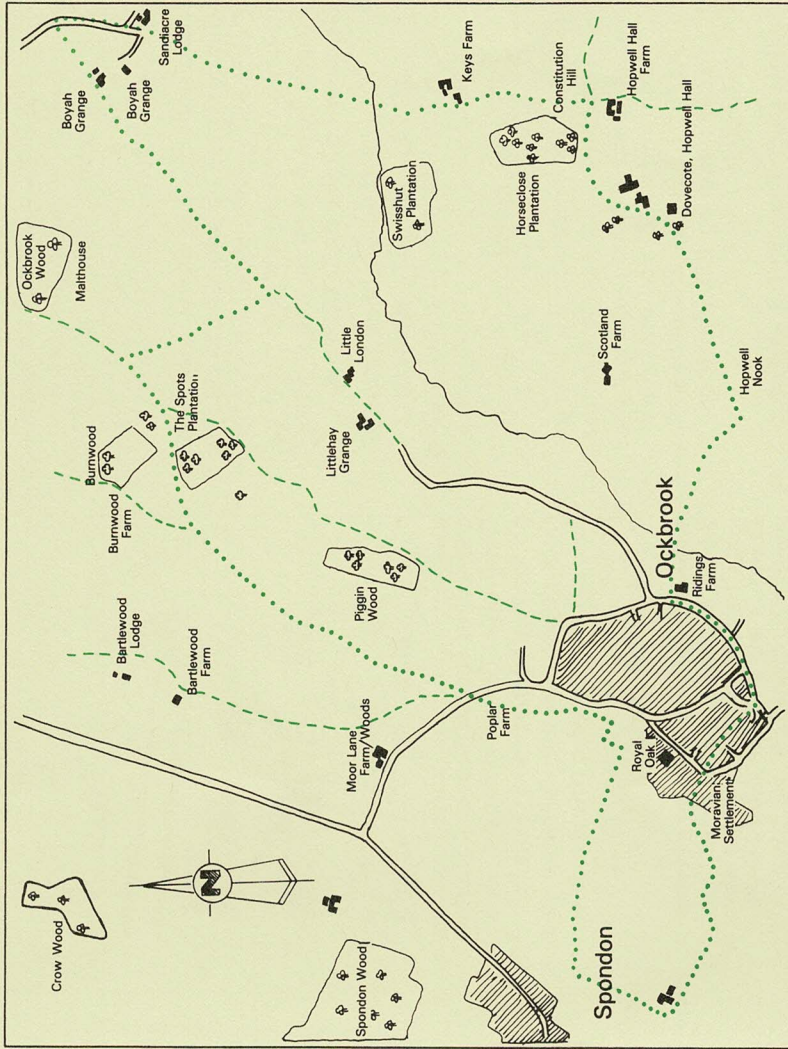 Sandiacre
Lodge
Boyah
Grange
Boyah
Grange
Ockbrook
Wood
Malthouse
Keys Farm
Constitution
Hill
Hopwell Hall
Farm
Swisshut
Plantation
Horseclose
Plantation
Dovecote, Hopwell Hall
Little
London
Scotland
Farm
The Spots
Plantation
Littlehay
Grange
Hopwell
Nook
Burnwood
Burnwood
Farm
Piggin
Wood
Ockbrook
Ridings
Farm
Bartlewood
Lodge
Bartlewood
Farm
Moor Lane
Farm/Woods
Poplar
Farm
Royal
Oak
Moravian
Settlement
N
Crow Wood
Spondon Wood
Spondon